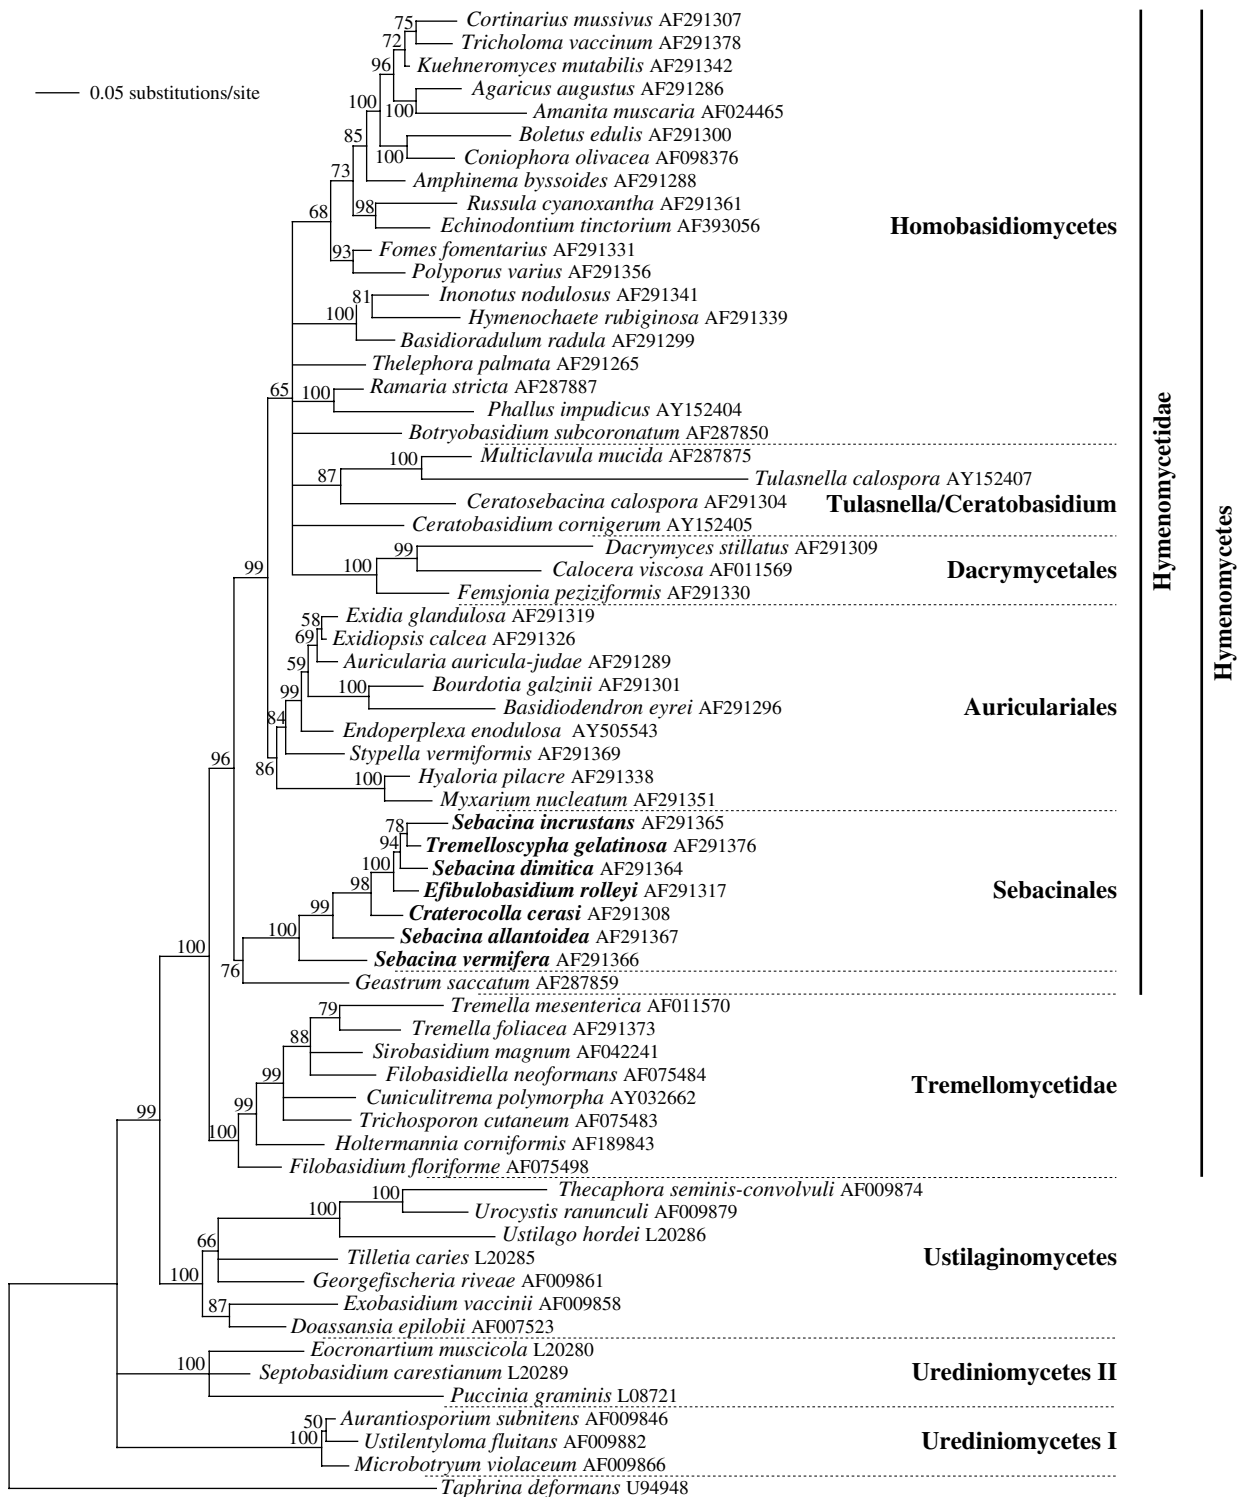 75
Cortinarius mussivus AF291307
72
Tricholoma vaccinum AF291378
96
Kuehneromyces mutabilis AF291342
0.05 substitutions/site
Agaricus augustus AF291286
100
100
Amanita muscaria AF024465
85
Boletus edulis AF291300
100
Coniophora olivacea AF098376
73
Amphinema byssoides AF291288
68
98
Russula cyanoxantha AF291361
Echinodontium tinctorium AF393056
Homobasidiomycetes
93
Fomes fomentarius AF291331
Polyporus varius AF291356
81
Inonotus nodulosus AF291341
100
Hymenochaete rubiginosa AF291339
Basidioradulum radula AF291299
Thelephora palmata AF291265
65
100
Ramaria stricta AF287887
Phallus impudicus AY152404
Botryobasidium subcoronatum AF287850
100
Multiclavula mucida AF287875
87
Tulasnella calospora AY152407
Ceratosebacina calospora AF291304
Tulasnella/Ceratobasidium
Ceratobasidium cornigerum AY152405
99
Dacrymyces stillatus AF291309
100
Calocera viscosa AF011569
Dacrymycetales
Femsjonia peziziformis AF291330
99
58
Exidia glandulosa AF291319
69
Exidiopsis calcea AF291326
59
Auricularia auricula-judae AF291289
99
100
Bourdotia galzinii AF291301
Basidiodendron eyrei AF291296
Auriculariales
84
Endoperplexa enodulosa AY505543
Stypella vermiformis AF291369
96
86
100
Hyaloria pilacre AF291338
Myxarium nucleatum AF291351
78
Sebacina incrustans AF291365
94
Tremelloscypha gelatinosa AF291376
100
Sebacina dimitica AF291364
98
Efibulobasidium rolleyi AF291317
Sebacinales
99
Craterocolla cerasi AF291308
100
Sebacina allantoidea AF291367
100
76
Sebacina vermifera AF291366
Geastrum saccatum AF287859
79
Tremella mesenterica AF011570
88
Tremella foliacea AF291373
Sirobasidium magnum AF042241
99
Filobasidiella neoformans AF075484
Tremellomycetidae
99
Cuniculitrema polymorpha AY032662
99
Trichosporon cutaneum AF075483
100
Holtermannia corniformis AF189843
Filobasidium floriforme AF075498
100
Thecaphora seminis-convolvuli AF009874
100
Urocystis ranunculi AF009879
66
Ustilago hordei L20286
Tilletia caries L20285
Ustilaginomycetes
100
Georgefischeria riveae AF009861
87
Exobasidium vaccinii AF009858
Doassansia epilobii AF007523
Eocronartium muscicola L20280
100
Septobasidium carestianum L20289
Urediniomycetes II
Puccinia graminis L08721
50
Aurantiosporium subnitens AF009846
100
Ustilentyloma fluitans AF009882
Urediniomycetes I
Microbotryum violaceum AF009866
Taphrina deformans U94948
Hymenomycetidae
Hymenomycetes